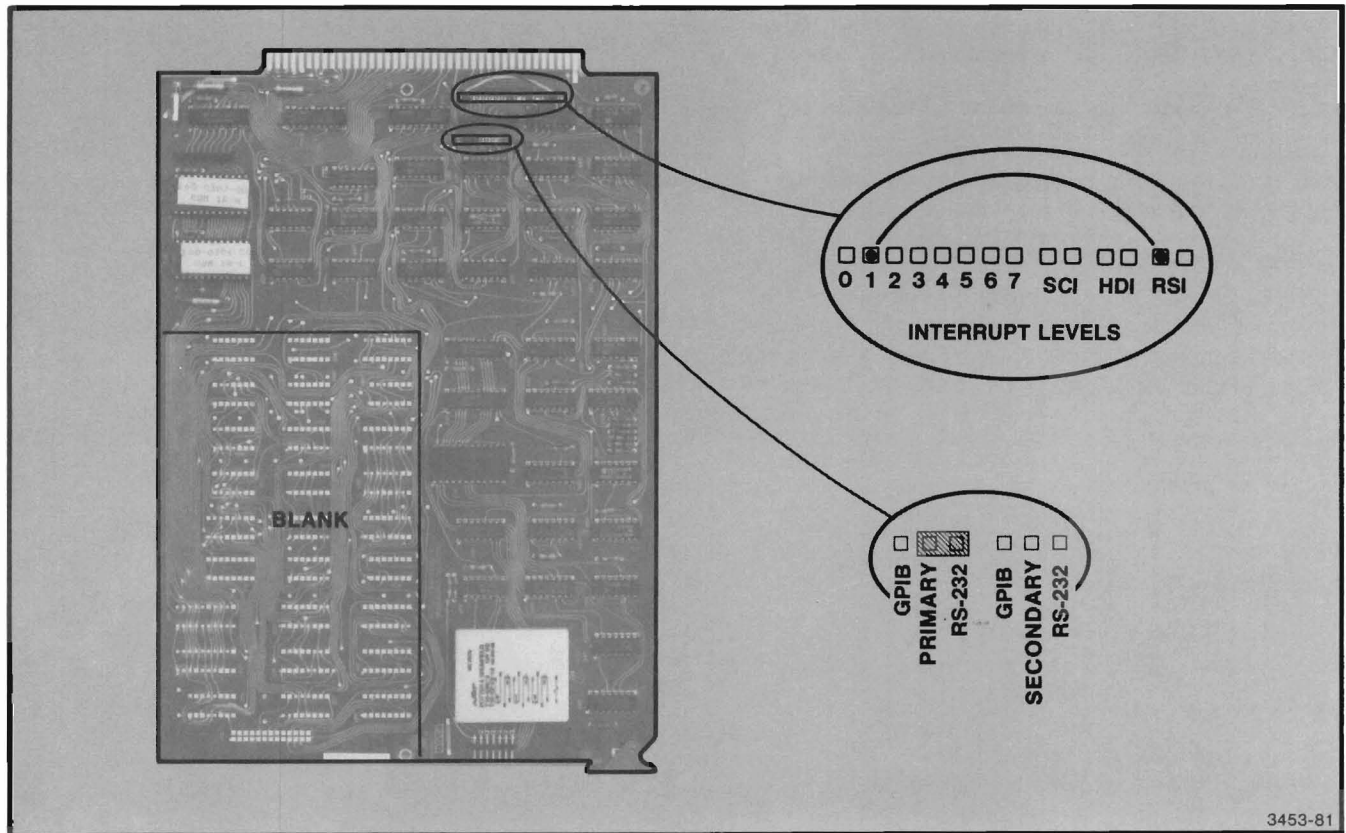 0 1 2 3 4 5 6 7 SCI HDI RSI
INTERRUPT LEVELS
BLANK
GPIB
PRIMARY
RS-232
GPIB
SECONDARY
RS-232
3453-81